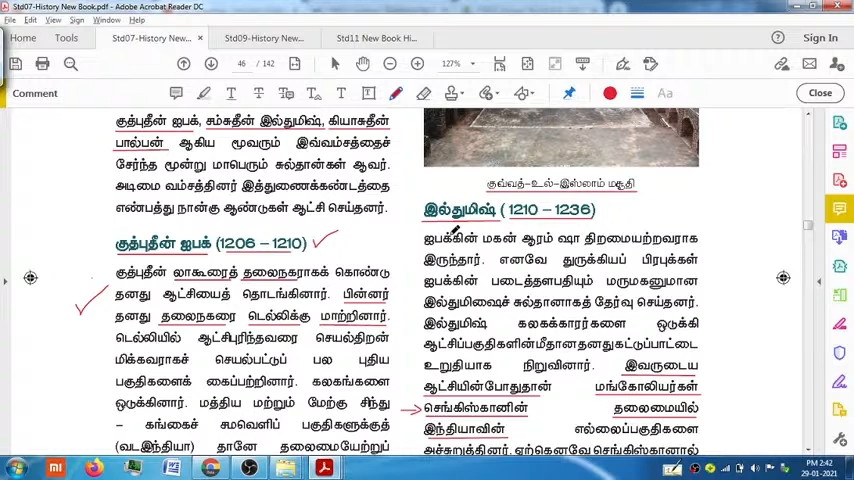 Std07-History New Book.pdf - Adobe Acrobat Reader DC
File Edit View Sign Window Help
Home Tools Std07-History New... × Std09-History New... Std11 New Book Hi... Sign In
46 / 142 127%
Comment Close
குத்புதீன் ஐபக், சம்சுதீன் இல்துமிஷ், கியாசுதீன்
பால்பன் ஆகிய மூவரும் இவ்வம்சத்தைச்
சேர்ந்த மூன்று மாபெரும் சுல்தான்கள் ஆவர்.
அடிமை வம்சத்தினர் இத்துணைக்கண்டத்தை
எண்பத்து நான்கு ஆண்டுகள் ஆட்சி செய்தனர்.
குத்புதீன் ஐபக் (1206 – 1210)
குத்புதீன் லாகூரைத் தலைநகராகக் கொண்டு
தனது ஆட்சியைத் தொடங்கினார். பின்னர்
தனது தலைநகரை டெல்லிக்கு மாற்றினார்.
டெல்லியில் ஆட்சிபுரிந்தவரை செயல்திறன்
மிக்கவராகச் செயல்பட்டுப் பல புதிய
பகுதிகளைக் கைப்பற்றினார். கலகங்களை
ஒடுக்கினார். மத்திய மற்றும் மேற்கு சிந்து
– கங்கைச் சமவெளிப் பகுதிகளுக்குத்
(வடஇந்தியா) தானே தலைமையேற்றுப்
குவ்வத்-உல்-இஸ்லாம் மசூதி
இல்துமிஷ் (1210 – 1236)
ஐபக்கின் மகன் ஆரம் ஷா திறமையற்றவராக
இருந்தார். எனவே துருக்கியப் பிரபுக்கள்
ஐபக்கின் படைத்தளபதியும் மருமகனுமான
இல்துமிஷைச் சுல்தானாகத் தேர்வு செய்தனர்.
இல்துமிஷ் கலகக்காரர்களை ஒடுக்கி
ஆட்சிப்பகுதிகளின்மீதானதனதுகட்டுப்பாட்டை
உறுதியாக நிறுவினார். இவருடைய
ஆட்சியின்போதுதான் மங்கோலியர்கள்
செங்கிஸ்கானின் தலைமையில்
இந்தியாவின் எல்லைப்பகுதிகளை
அச்சுறுத்தினர். ஏற்கெனவே செங்கிஸ்கானால்
PM 2:42
29-01-2021